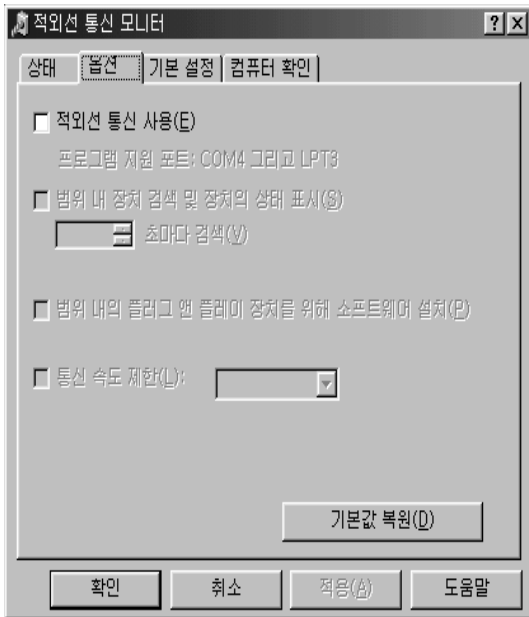 적외선 통신 모니터
상태 옵션 기본 설정 컴퓨터 확인
적외선 통신 사용(E)
프로그램 지원 포트: COM4 그리고 LPT3
범위 내 장치 검색 및 장치의 상태 표시(S)
초마다 검색(V)
범위 내의 플러그 앤 플레이 장치를 위해 소프트웨어 설치(P)
통신 속도 제한(L):
기본값 복원(D)
확인 취소 적용(A) 도움말